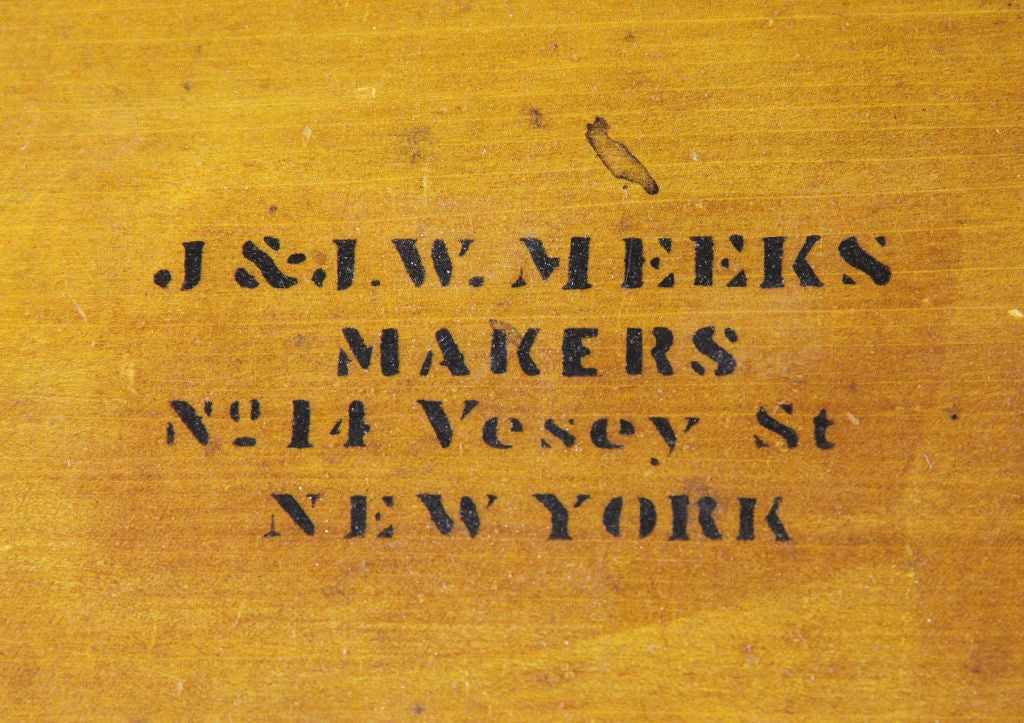 J & J.W. MEEKS
MAKERS
No 14 Vesey St
NEW YORK